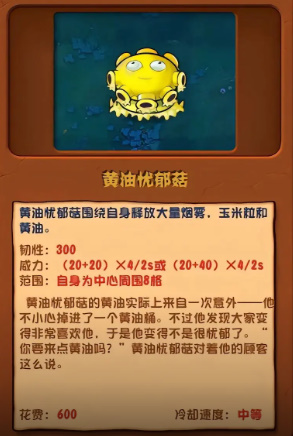 黄油忧郁菇
黄油忧郁菇围绕自身释放大量烟雾，玉米粒和
黄油。
韧性：300
威力：（20+20）×4/2s或（20+40）×4/2s
范围：自身为中心周围8格
黄油忧郁菇的黄油实际上来自一次意外——他
不小心掉进了一个黄油桶。不过他发现大家变
得非常喜欢他，于是他变得不是很忧郁了。“
你要来点黄油吗？”黄油忧郁菇对着他的顾客
这么说。
花费：600
冷却速度：中等